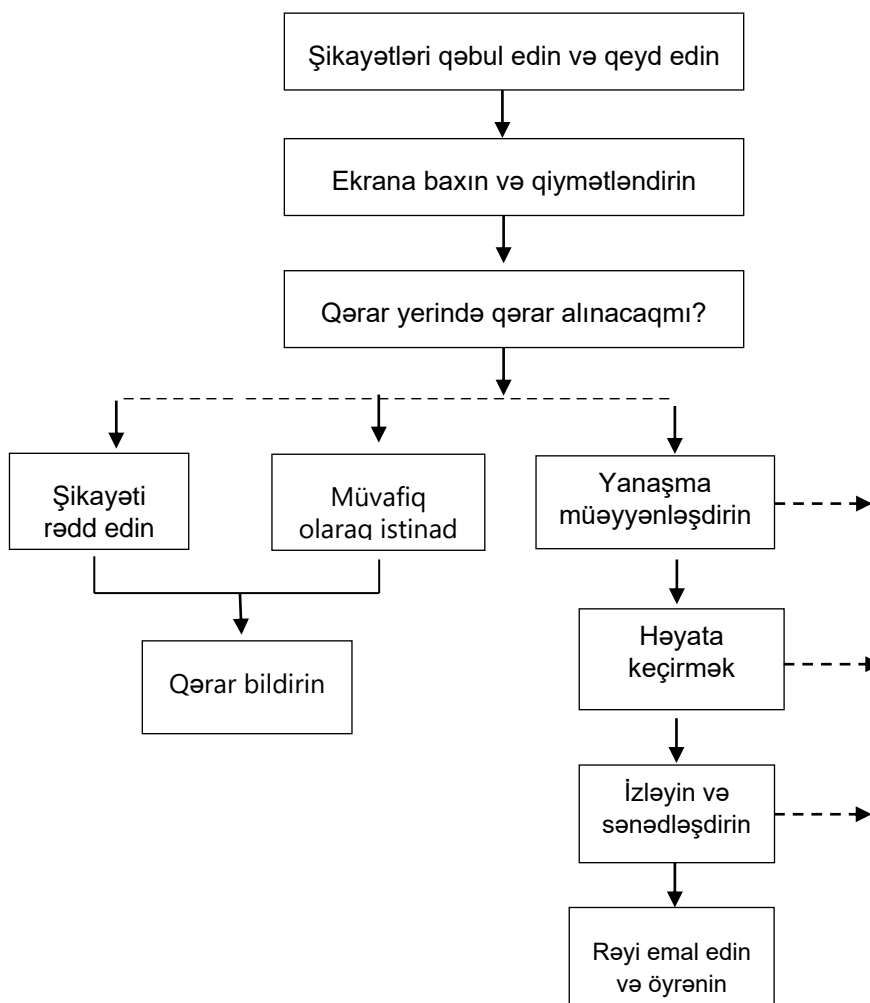 Şikayətləri qəbul edin və qeyd edin
Ekrana baxın və qiymətləndirin
Qərar yerində qərar alınacaqmı?
Şikayəti
rədd edin
Müvafiq
olaraq istinad
Yanaşma
müəyyənləşdirin
Həyata
keçirmək
Qərar bildirin
İzləyin və
sənədləşdirin
Rəyi emal edin
və öyrənin